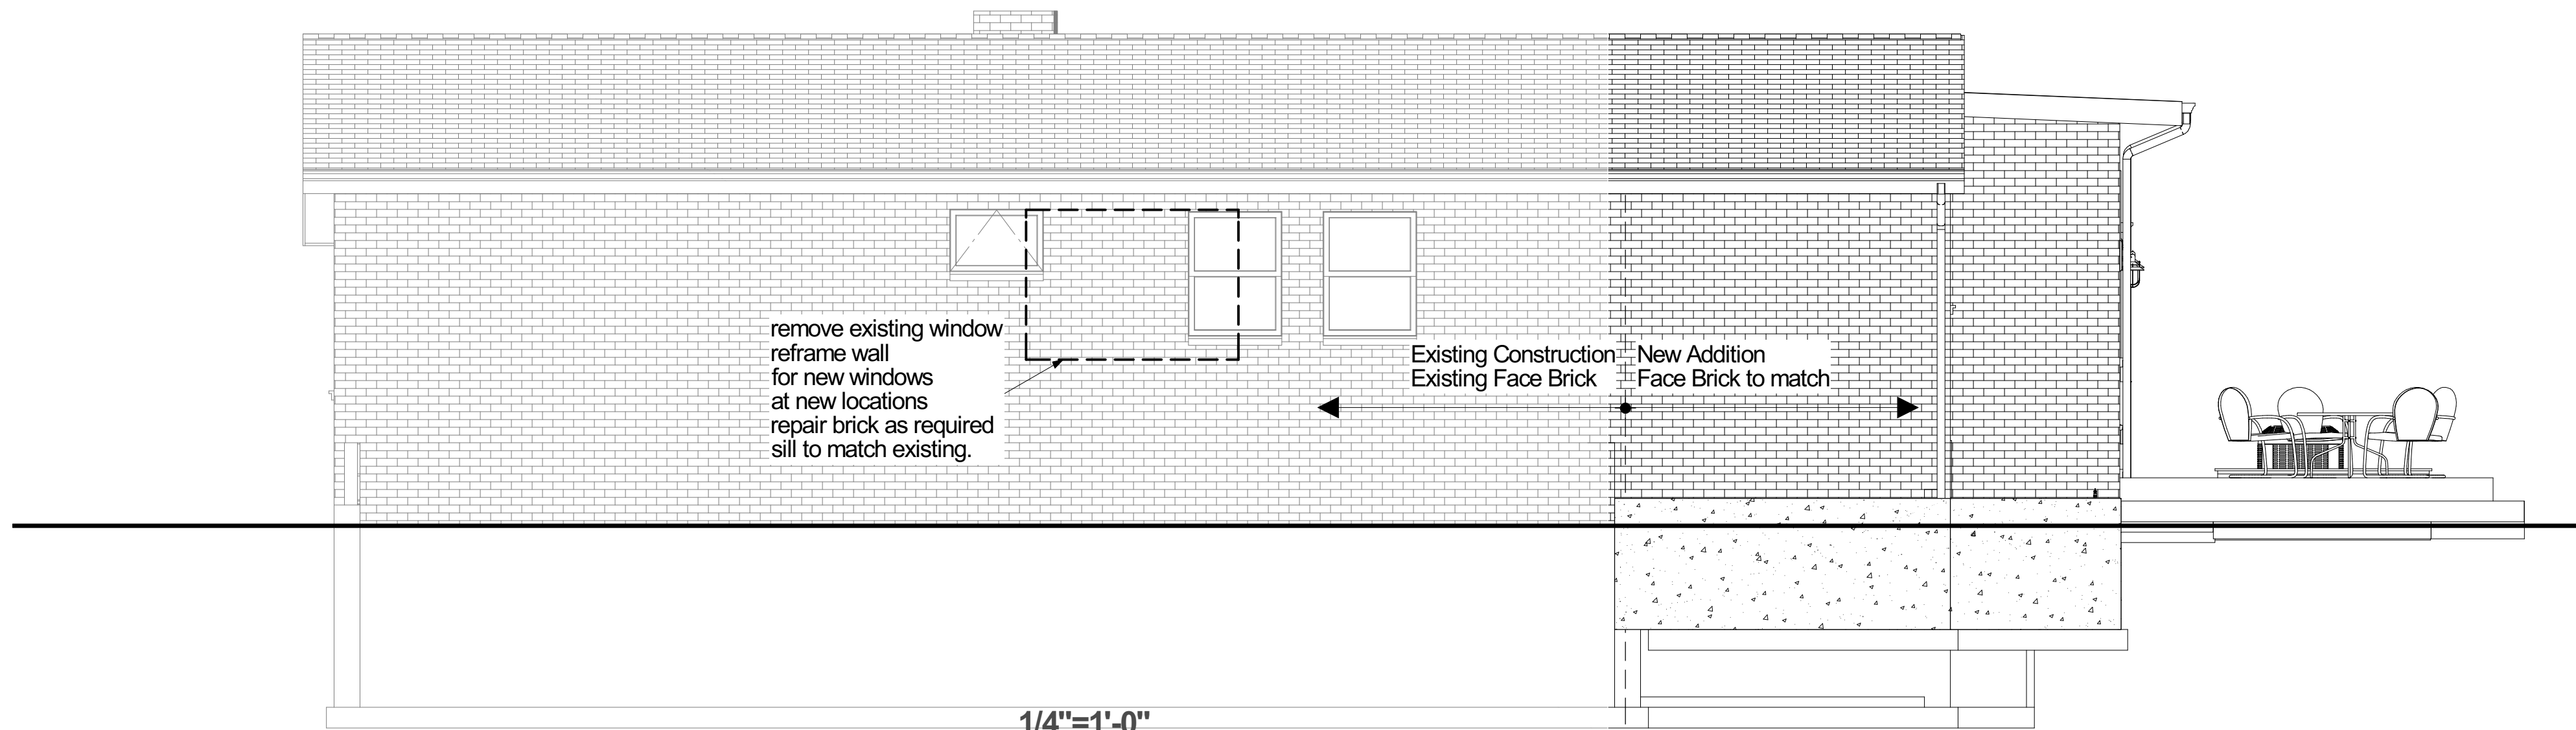 remove existing window
reframe wall
for new windows
at new locations
repair brick as required
sill to match existing.
Existing Construction
Existing Face Brick
New Addition
Face Brick to match
1/4"=1'-0"